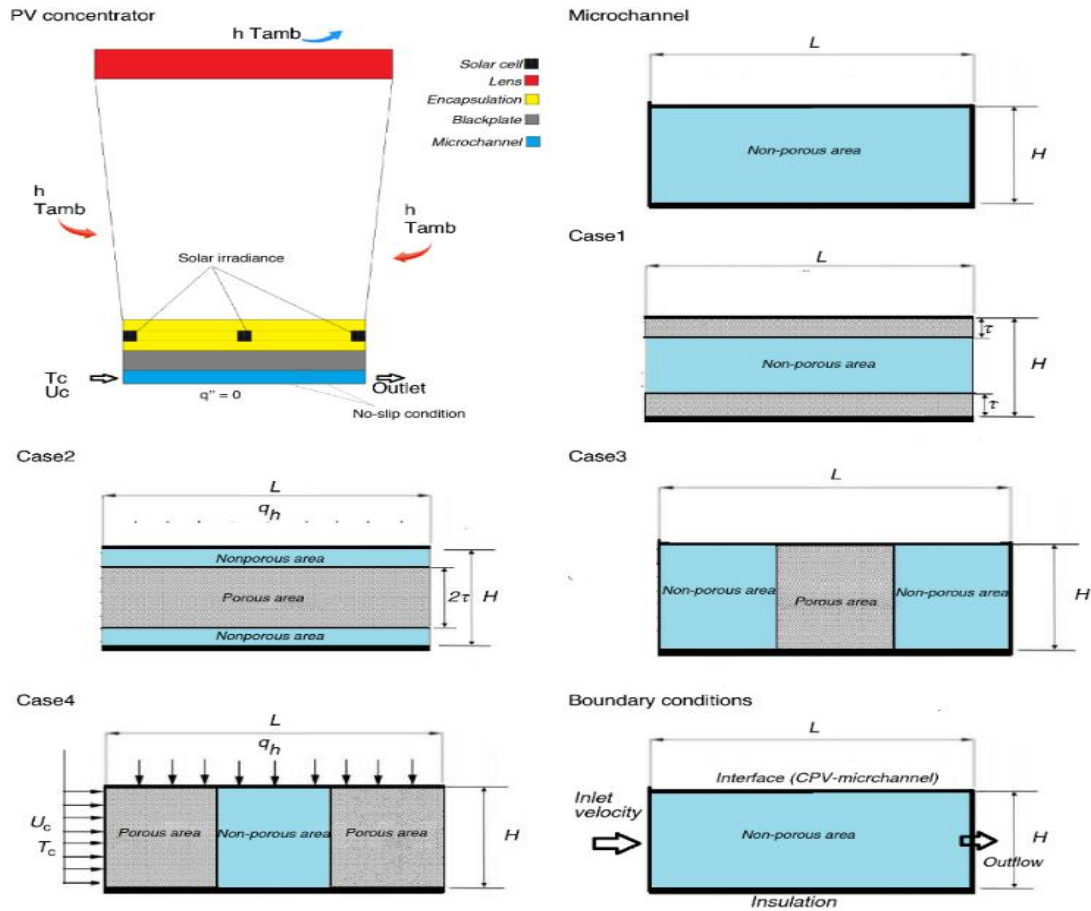 PV concentrator
h Tamb
Solar cell
Lens
Encapsulation
Blackplate
Microchannel
h
Tamb
h
Tamb
Solar irradiance
Tc
Uc
Outlet
q" = 0
No-slip condition
Microchannel
L
Non-porous area
H
Case1
L
τ
Non-porous area
H
τ
Case2
L
qh
Nonporous area
Porous area
2τ
H
Nonporous area
Case3
L
Non-porous area
Porous area
Non-porous area
H
Case4
L
qh
Uc
Tc
Porous area
Non-porous area
Porous area
H
Boundary conditions
L
Interface (CPV-micrchannel)
Inlet
velocity
Non-porous area
H
Outflow
Insulation